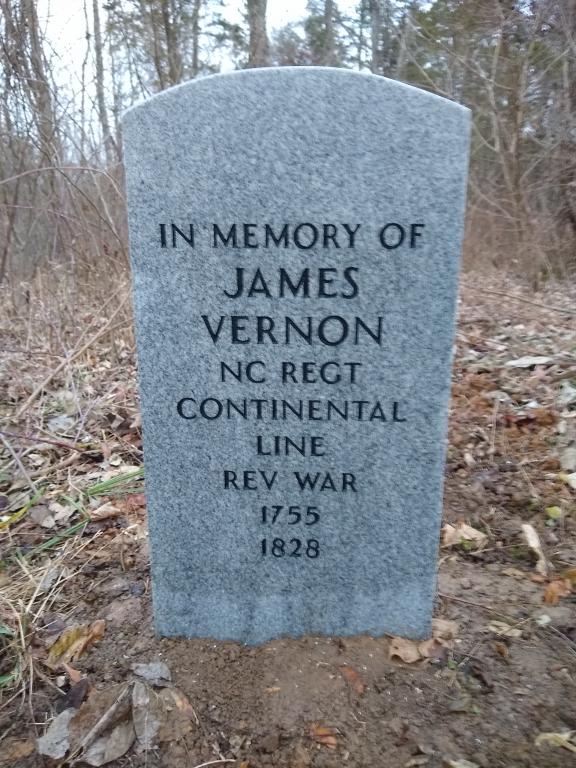 IN MEMORY OF
JAMES
VERNON
NC REGT
CONTINENTAL
LINE
REV WAR
1755
1828